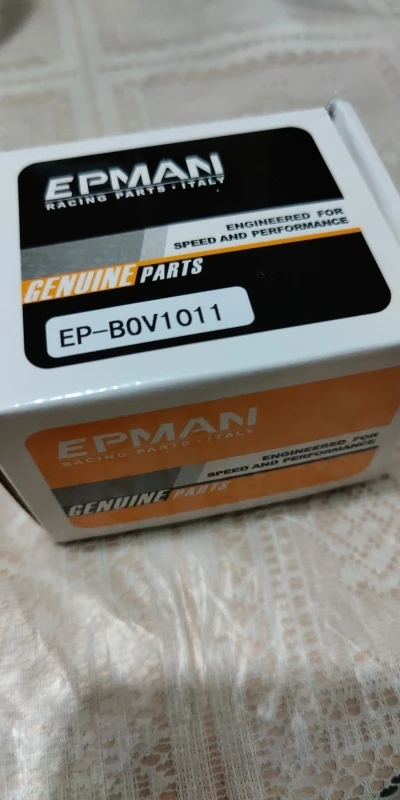 EPMAN
RACING PARTS · ITALY
ENGINEERED FOR
SPEED AND PERFORMANCE
GENUINE PARTS
EP-BOV1011
EPMAN
RACING PARTS · ITALY
ENGINEERED FOR
SPEED AND PERFORMANCE
GENUINE PARTS